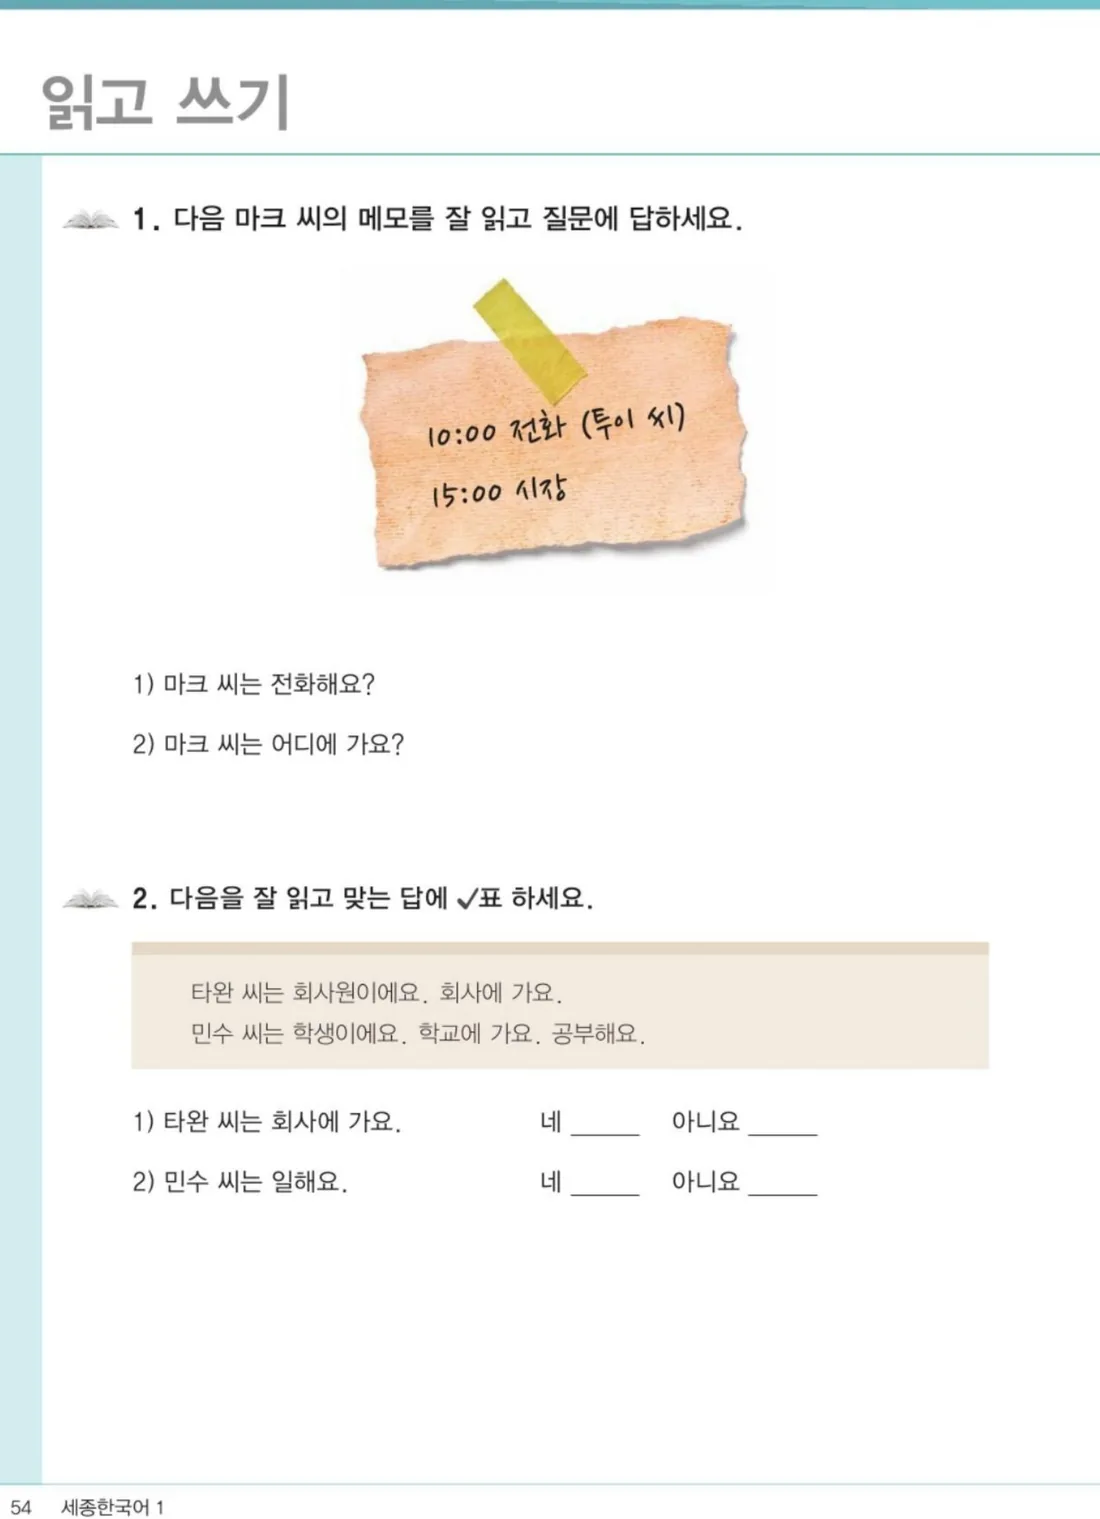 읽고 쓰기
1. 다음 마크 씨의 메모를 잘 읽고 질문에 답하세요.
10:00 전화 (투이 씨)
15:00 시장
1) 마크 씨는 전화해요?
2) 마크 씨는 어디에 가요?
2. 다음을 잘 읽고 맞는 답에 ✓표 하세요.
타완 씨는 회사원이에요. 회사에 가요.
민수 씨는 학생이에요. 학교에 가요. 공부해요.
1) 타완 씨는 회사에 가요. 네 _____ 아니요 _____
2) 민수 씨는 일해요. 네 _____ 아니요 _____
54 세종한국어 1